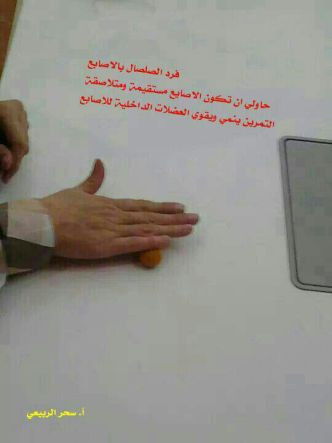 فرد الصلصال بالاصابع
حاولي ان تكون الاصابع مستقيمة ومتلاصقة
التمرين ينمي ويقوي العضلات الداخلية للاصابع
أ- سحر الربيعي